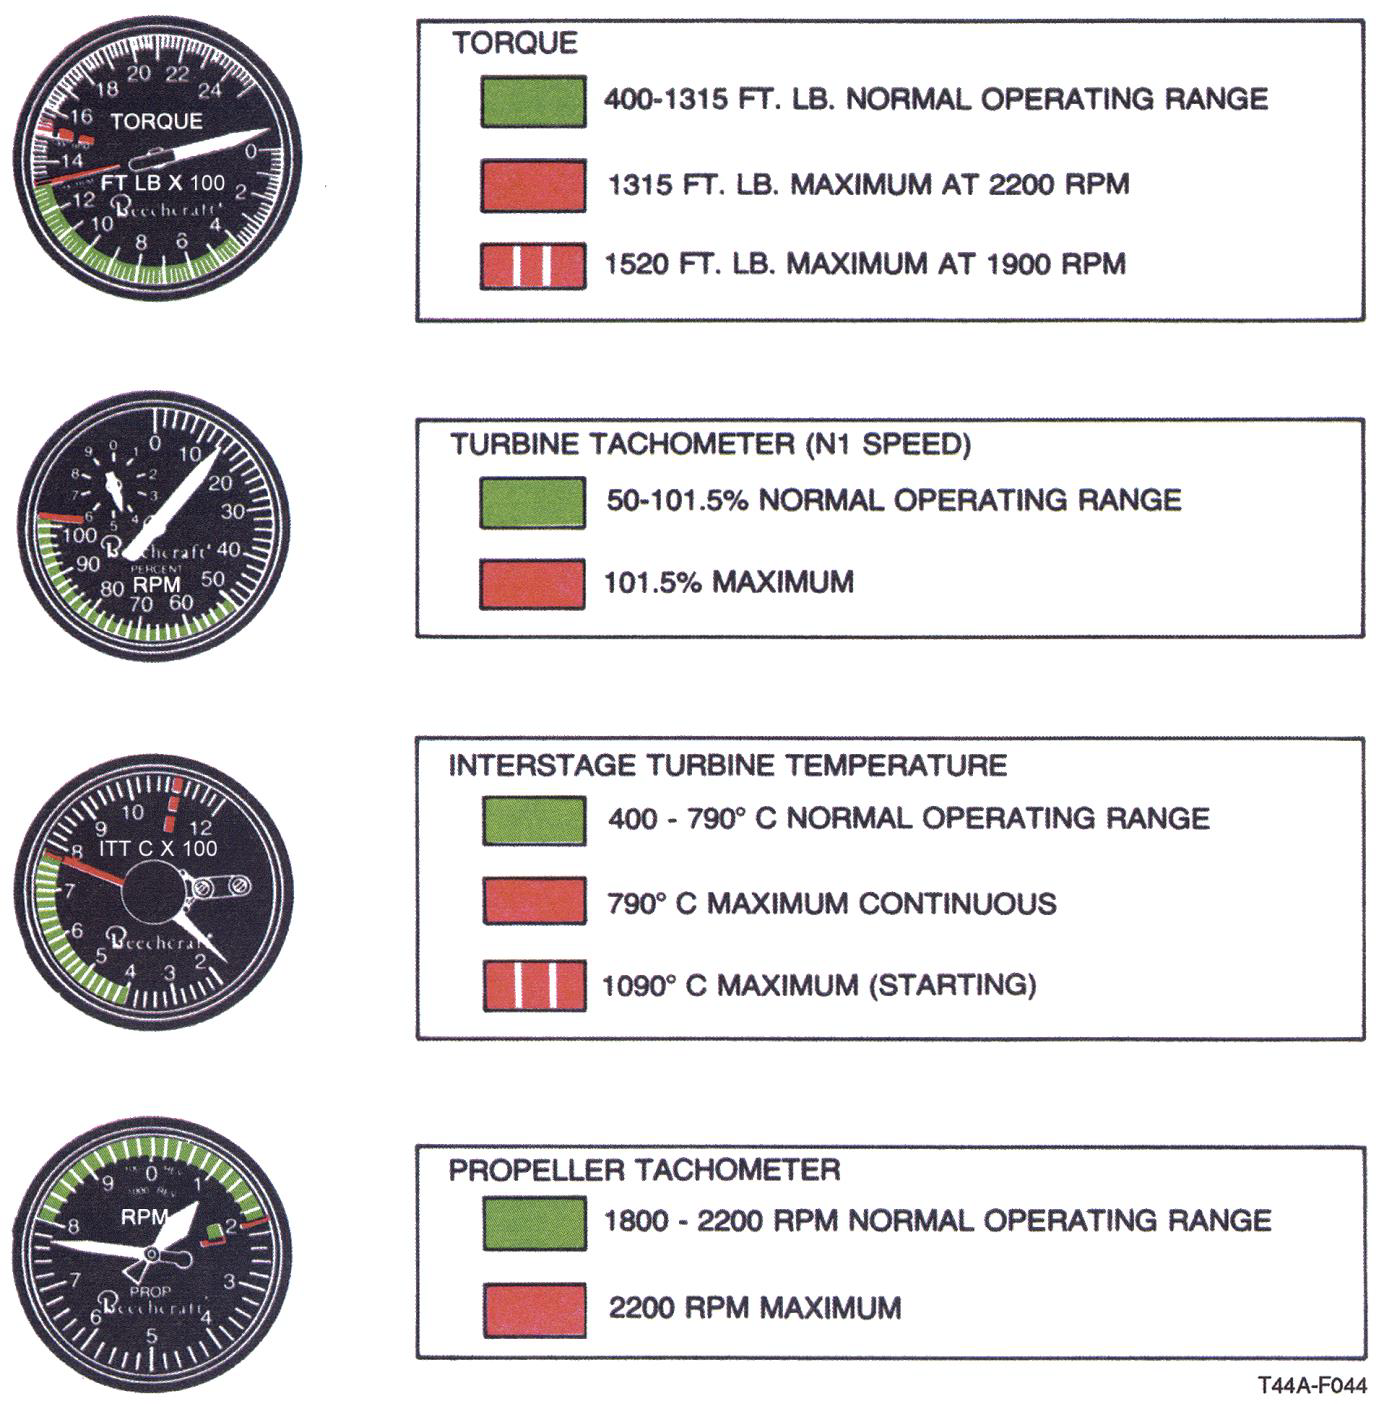 TORQUE
400-1315 FT. LB. NORMAL OPERATING RANGE
1315 FT. LB. MAXIMUM AT 2200 RPM
1520 FT. LB. MAXIMUM AT 1900 RPM
20 22
18 24
16
TORQUE
0
14
FT LB X 100
12 2
Beechcraft
10 4
8 6
TURBINE TACHOMETER (N1 SPEED)
50-101.5% NORMAL OPERATING RANGE
101.5% MAXIMUM
0
10
20
30
40
50
60
70
80
90
100
0
1
2
3
4
5
6
7
8
9
Beechcraft
PERCENT
RPM
INTERSTAGE TURBINE TEMPERATURE
400 - 790° C NORMAL OPERATING RANGE
790° C MAXIMUM CONTINUOUS
1090° C MAXIMUM (STARTING)
10
9 12
8
ITT C X 100
7
6
Beechcraft
5 2
4 3
PROPELLER TACHOMETER
1800 - 2200 RPM NORMAL OPERATING RANGE
2200 RPM MAXIMUM
9 0 1
1000 REV
RPM
8 2
7 3
PROP
Beechcraft
6 4
5
T44A-F044